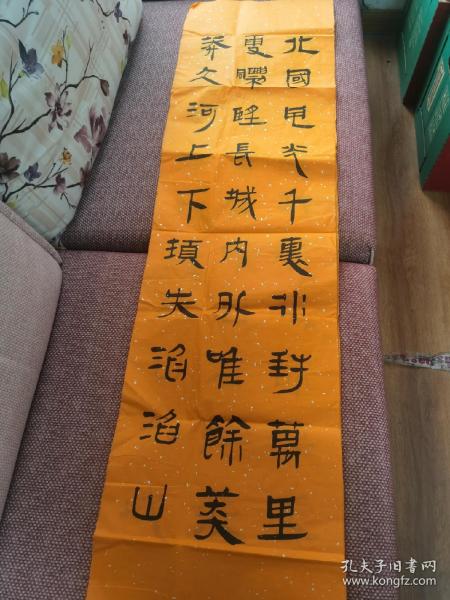 北國風光千裏冰封萬里
雪飄望長城內外唯餘莽
莽大河上下頓失滔滔山
孔夫子旧书网
www.kongfz.com